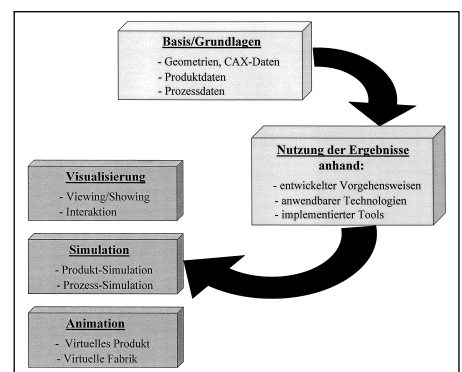 Basis/Grundlagen
- Geometrien, CAX-Daten
- Produktdaten
- Prozessdaten
Nutzung der Ergebnisse
anhand:
- entwickelter Vorgehensweisen
- anwendbarer Technologien
- implementierter Tools
Visualisierung
- Viewing/Showing
- Interaktion
Simulation
- Produkt-Simulation
- Prozess-Simulation
Animation
- Virtuelles Produkt
- Virtuelle Fabrik